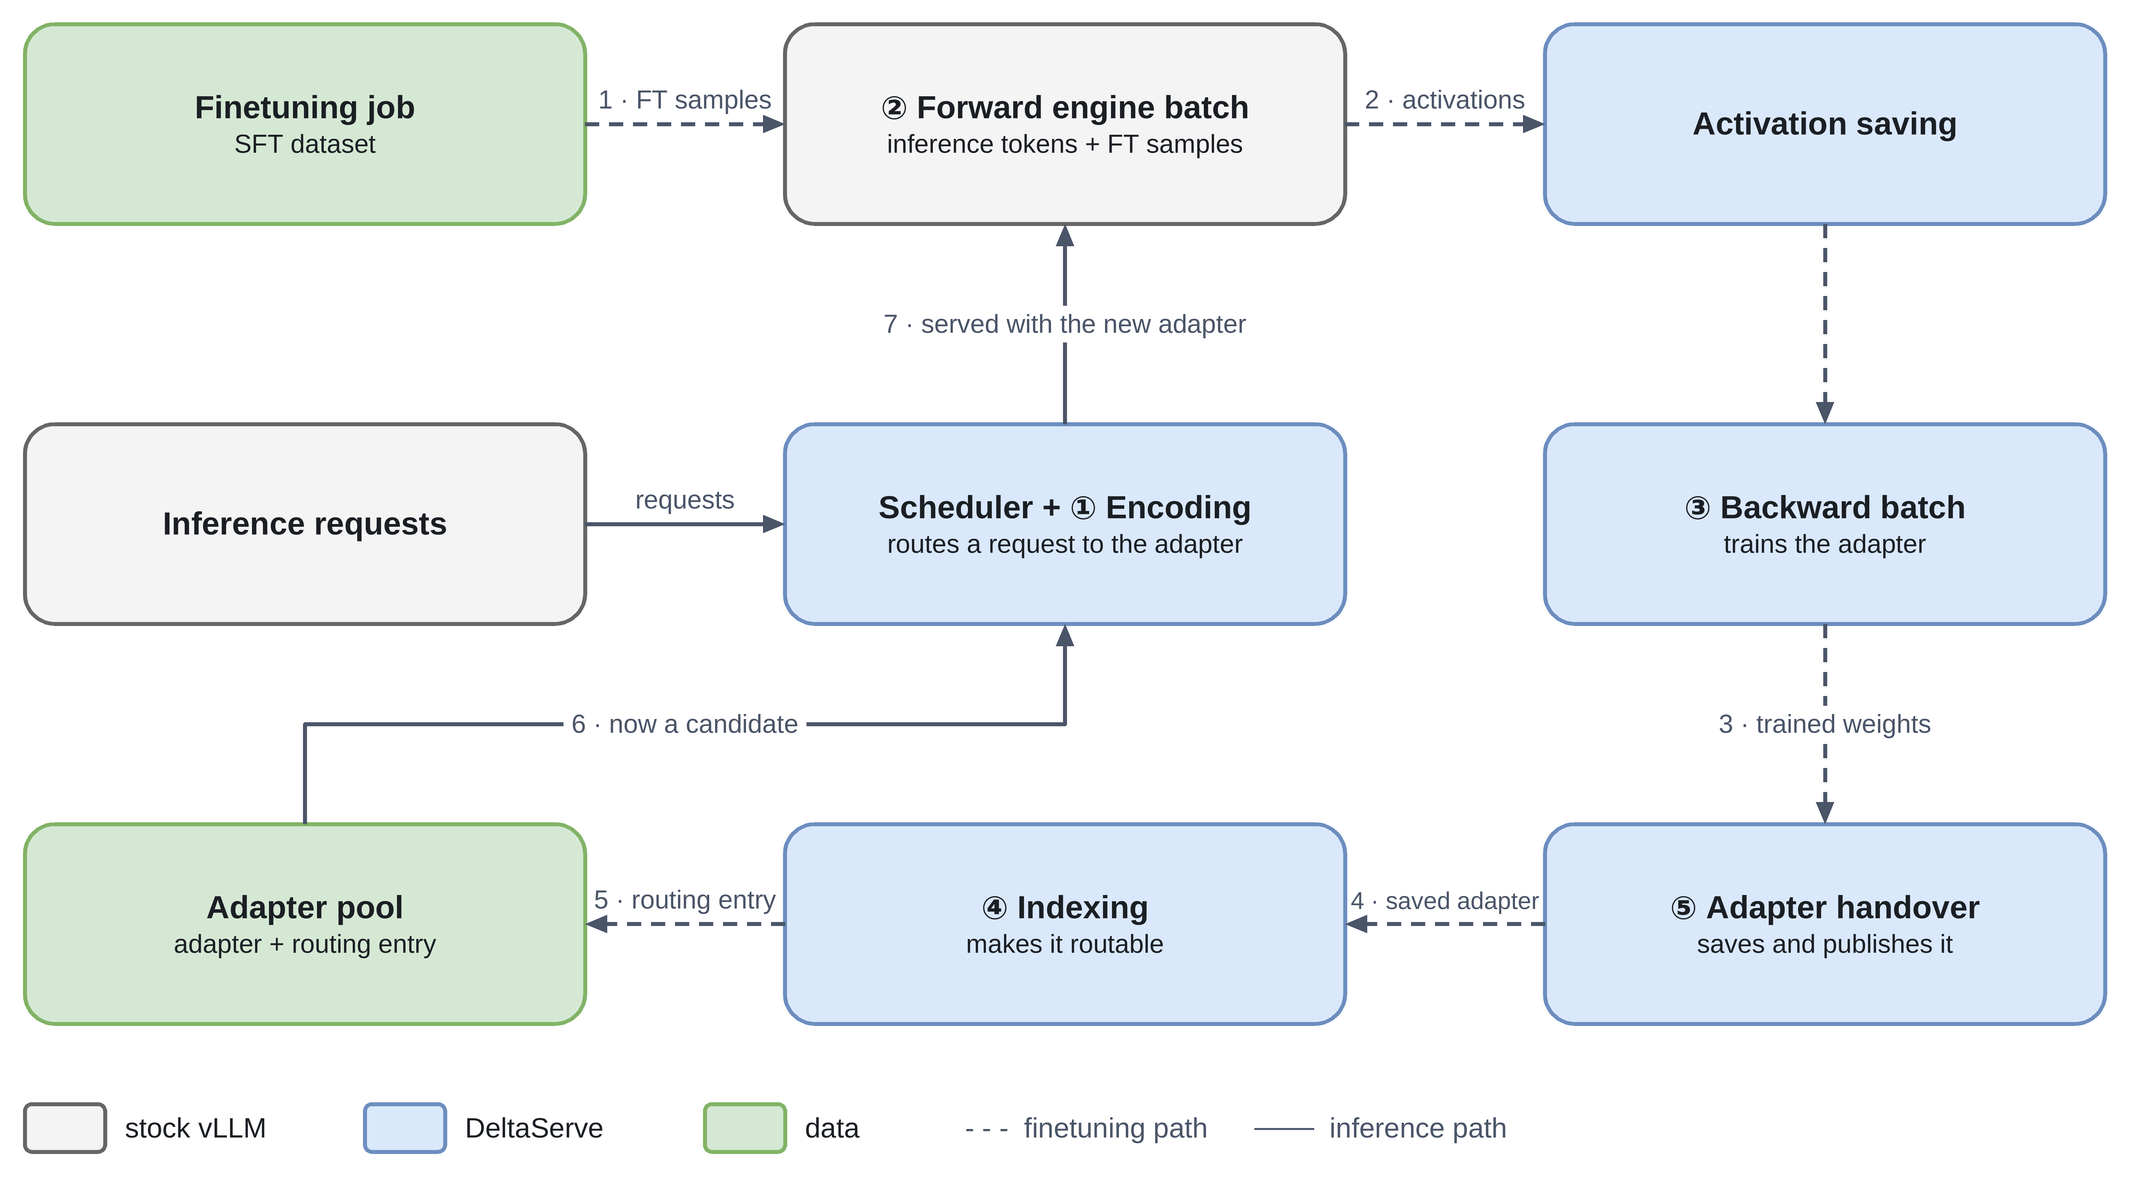 Finetuning job
SFT dataset
1 · FT samples
② Forward engine batch
inference tokens + FT samples
2 · activations
Activation saving
7 · served with the new adapter
Inference requests
requests
Scheduler + ① Encoding
routes a request to the adapter
③ Backward batch
trains the adapter
6 · now a candidate
3 · trained weights
Adapter pool
adapter + routing entry
5 · routing entry
④ Indexing
makes it routable
4 · saved adapter
⑤ Adapter handover
saves and publishes it
stock vLLM
DeltaServe
data
finetuning path
inference path